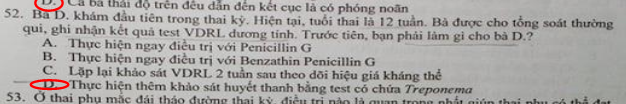 D. Cả ba thái độ trên đều dẫn đến kết cục là có phóng noãn
52. Bà D. khám đầu tiên trong thai kỳ. Hiện tại, tuổi thai là 12 tuần. Bà được cho tổng soát thường
qui, ghi nhận kết quả test VDRL dương tính. Trước tiên, bạn phải làm gì cho bà D.?
A. Thực hiện ngay điều trị với Penicillin G
B. Thực hiện ngay điều trị với Benzathin Penicillin G
C. Lặp lại khảo sát VDRL 2 tuần sau theo dõi hiệu giá kháng thể
D. Thực hiện thêm khảo sát huyết thanh bằng test có chứa Treponema
53. Ở thai phụ mắc đái tháo đường thai kỳ, điều trị nào là quan trọng nhất giúp thai phụ có thể đạt